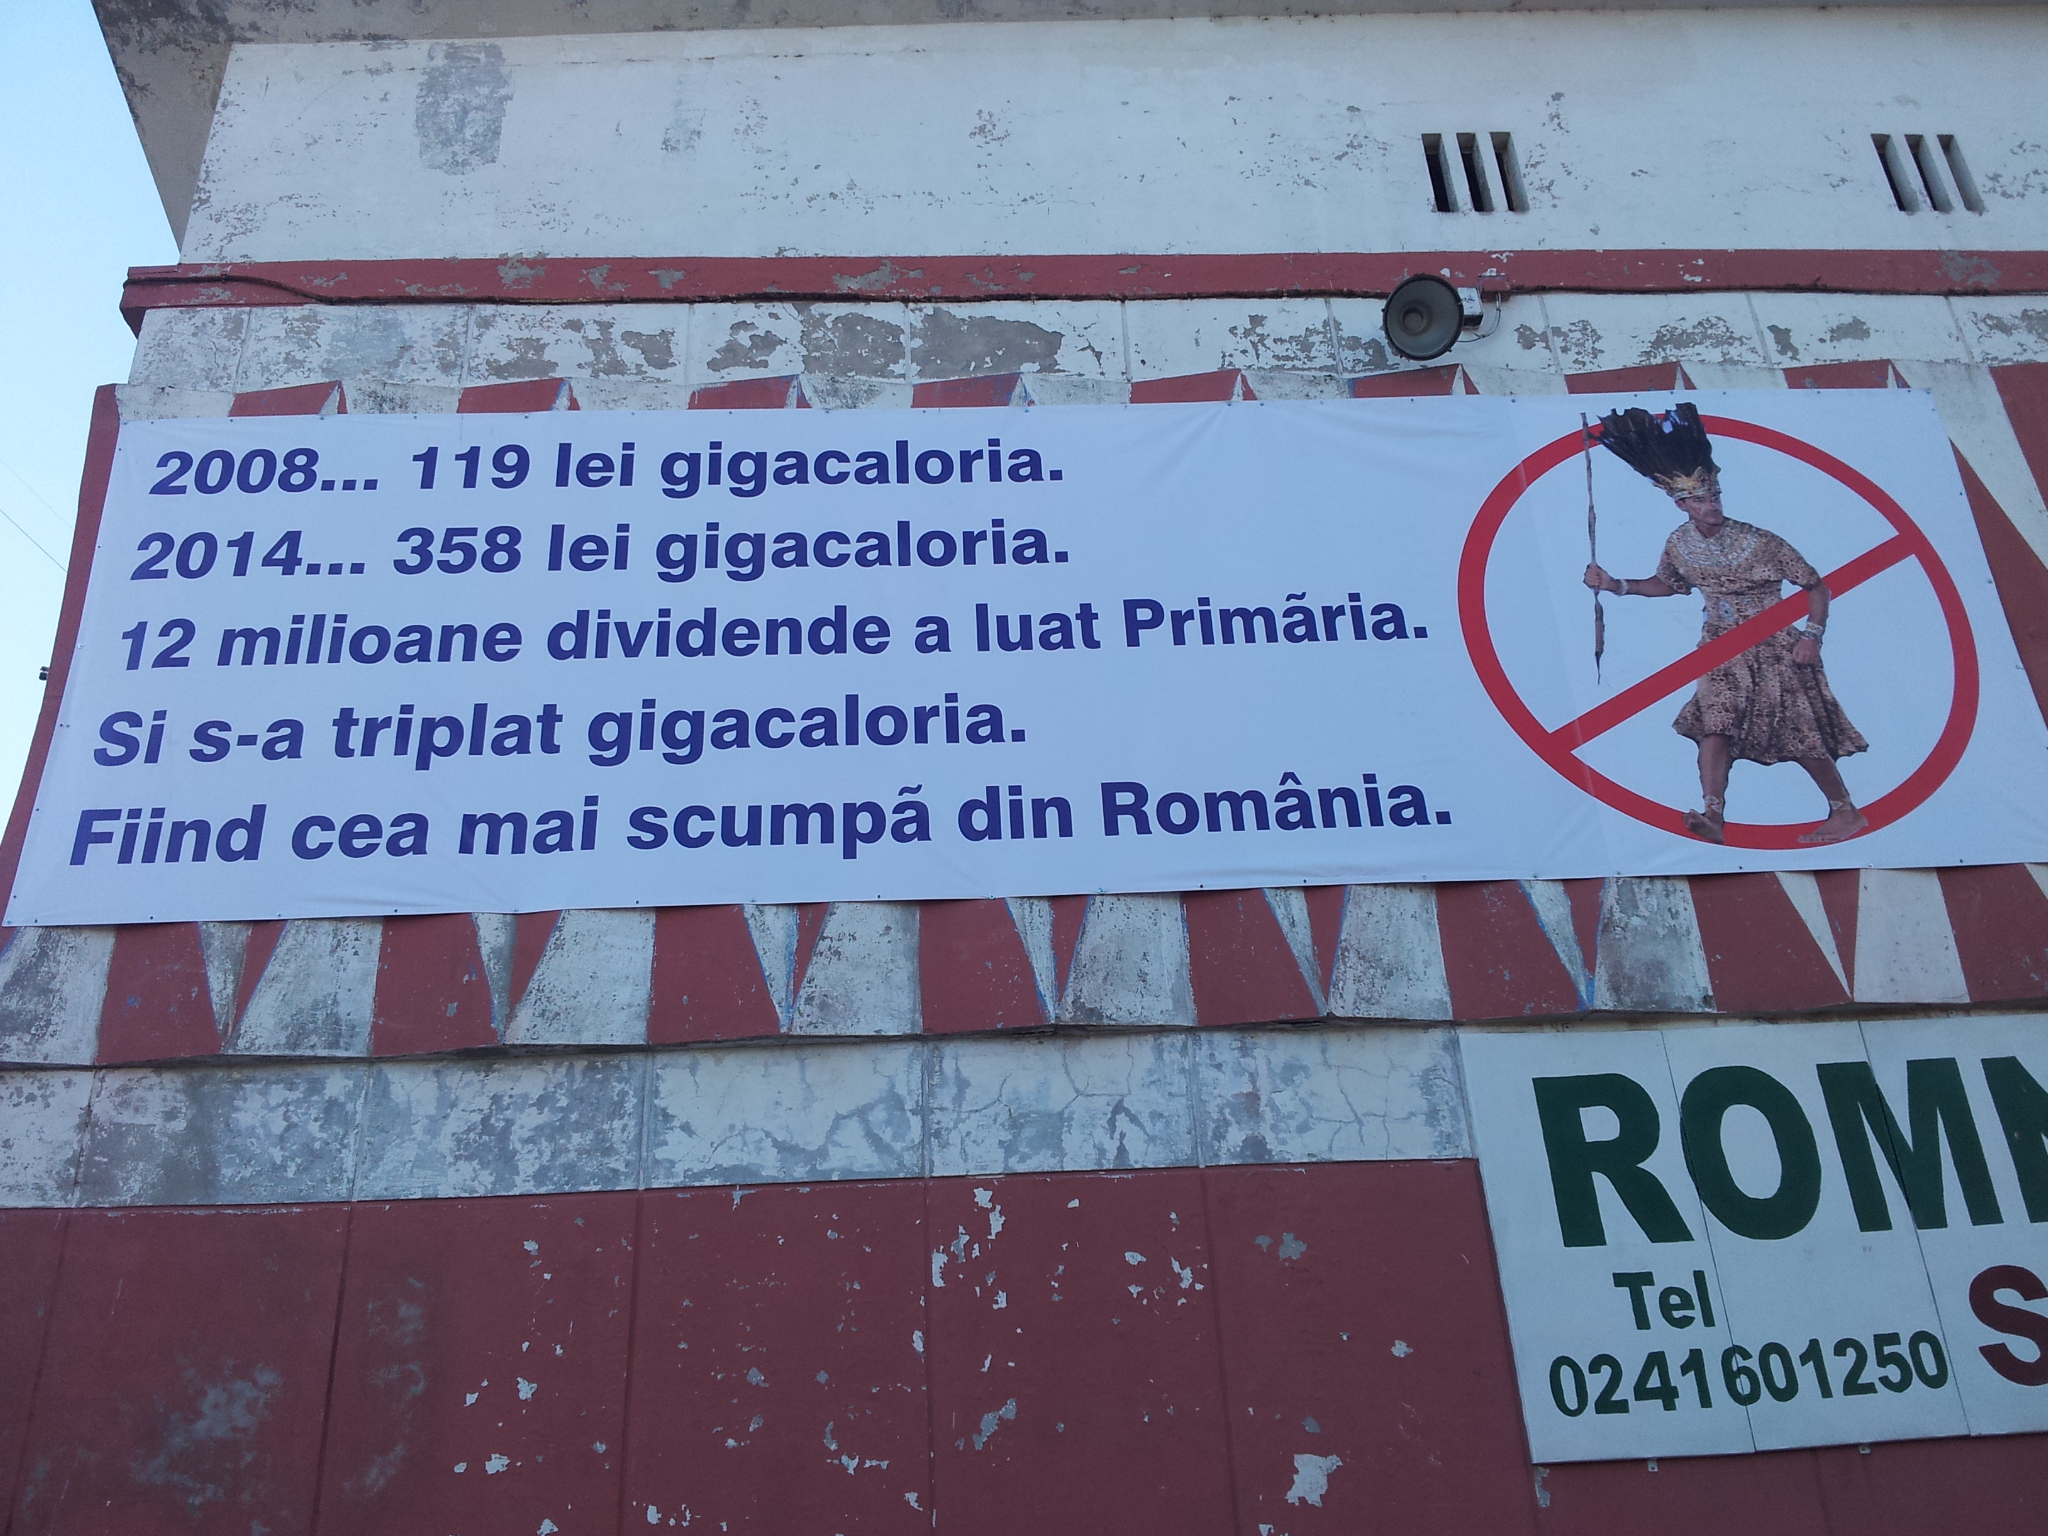 2008... 119 lei gigacaloria.
2014... 358 lei gigacaloria.
12 milioane dividende a luat Primãria.
Si s-a triplat gigacaloria.
Fiind cea mai scumpã din România.
Tel
0241601250